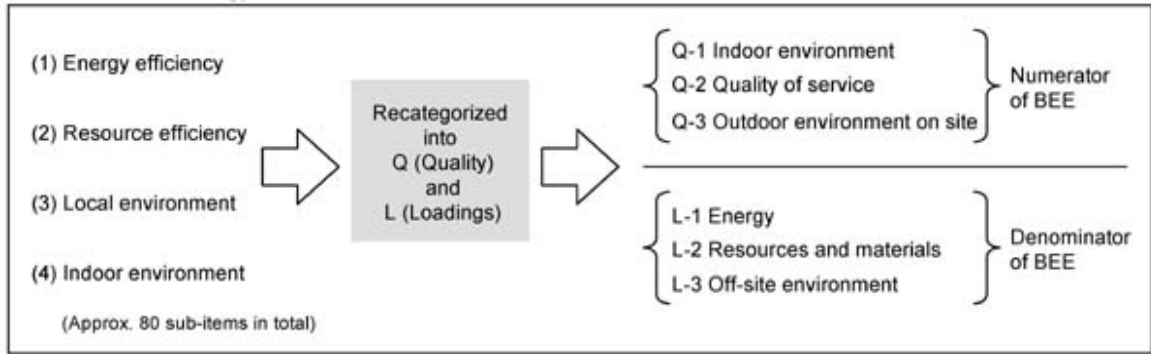 (1) Energy efficiency
(2) Resource efficiency
(3) Local environment
(4) Indoor environment
(Approx. 80 sub-items in total)
Recategorized
into
Q (Quality)
and
L (Loadings)
Q-1 Indoor environment
Q-2 Quality of service
Q-3 Outdoor environment on site
Numerator
of BEE
L-1 Energy
L-2 Resources and materials
L-3 Off-site environment
Denominator
of BEE